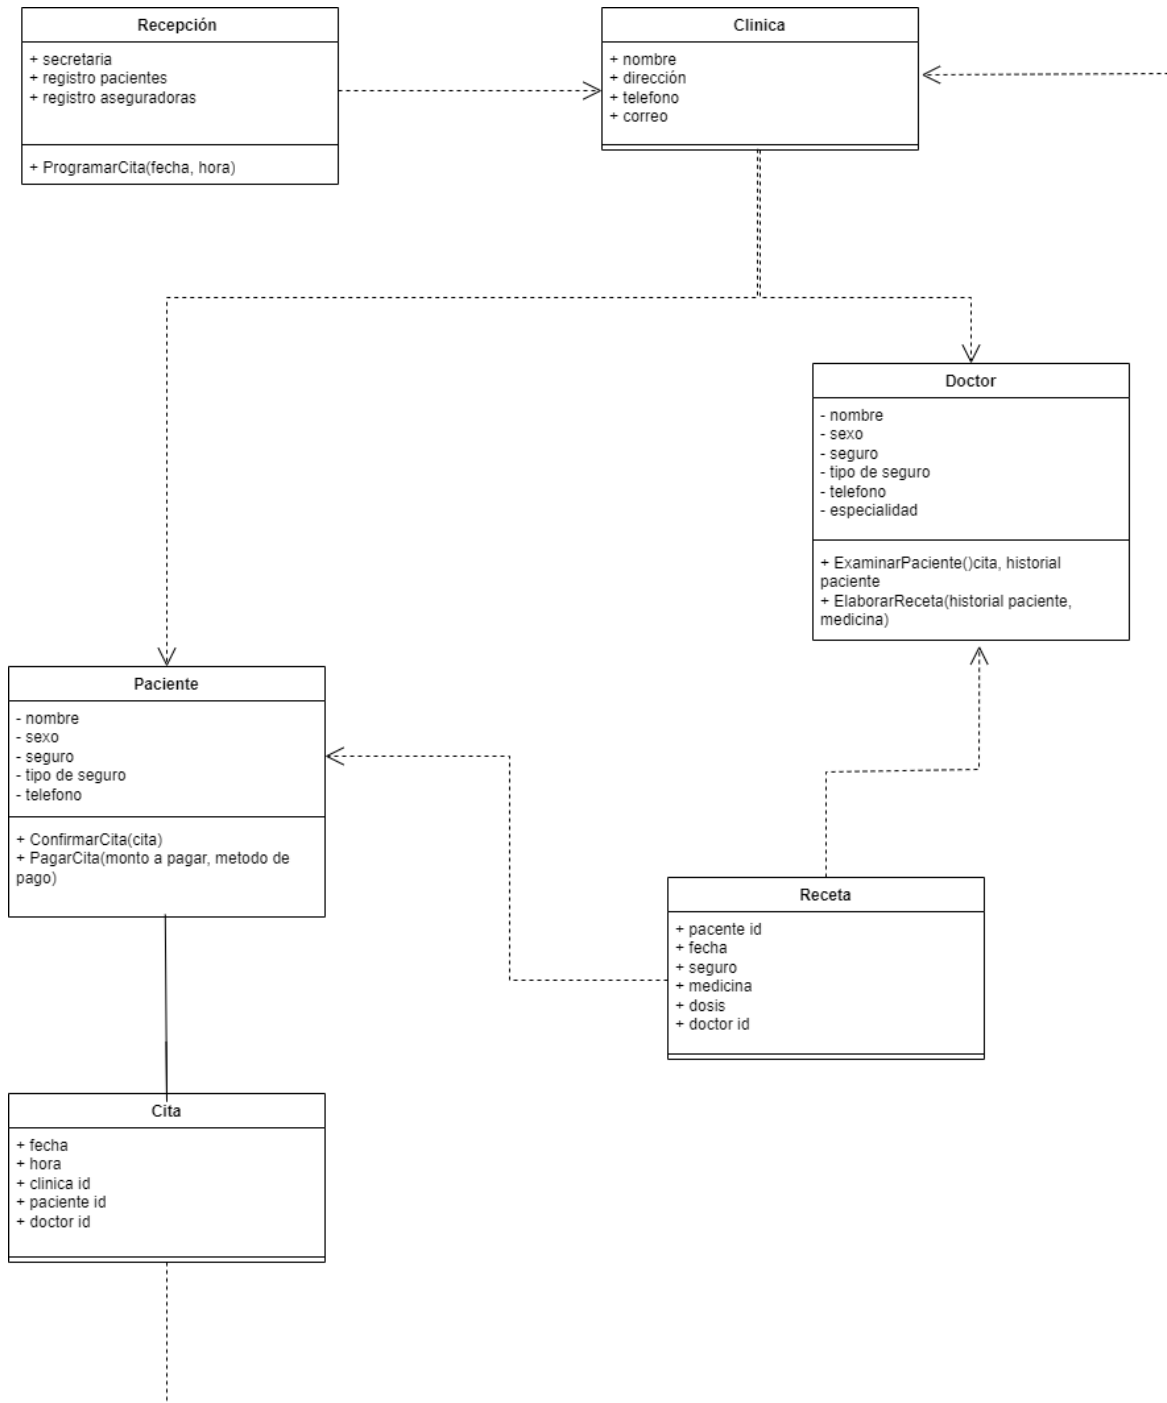 Recepción
+ secretaria
+ registro pacientes
+ registro aseguradoras
+ ProgramarCita(fecha, hora)
Clinica
+ nombre
+ dirección
+ telefono
+ correo
Doctor
- nombre
- sexo
- seguro
- tipo de seguro
- telefono
- especialidad
+ ExaminarPaciente()cita, historial
paciente
+ ElaborarReceta(historial paciente,
medicina)
Paciente
- nombre
- sexo
- seguro
- tipo de seguro
- telefono
+ ConfirmarCita(cita)
+ PagarCita(monto a pagar, metodo de
pago)
Receta
+ pacente id
+ fecha
+ seguro
+ medicina
+ dosis
+ doctor id
Cita
+ fecha
+ hora
+ clinica id
+ paciente id
+ doctor id